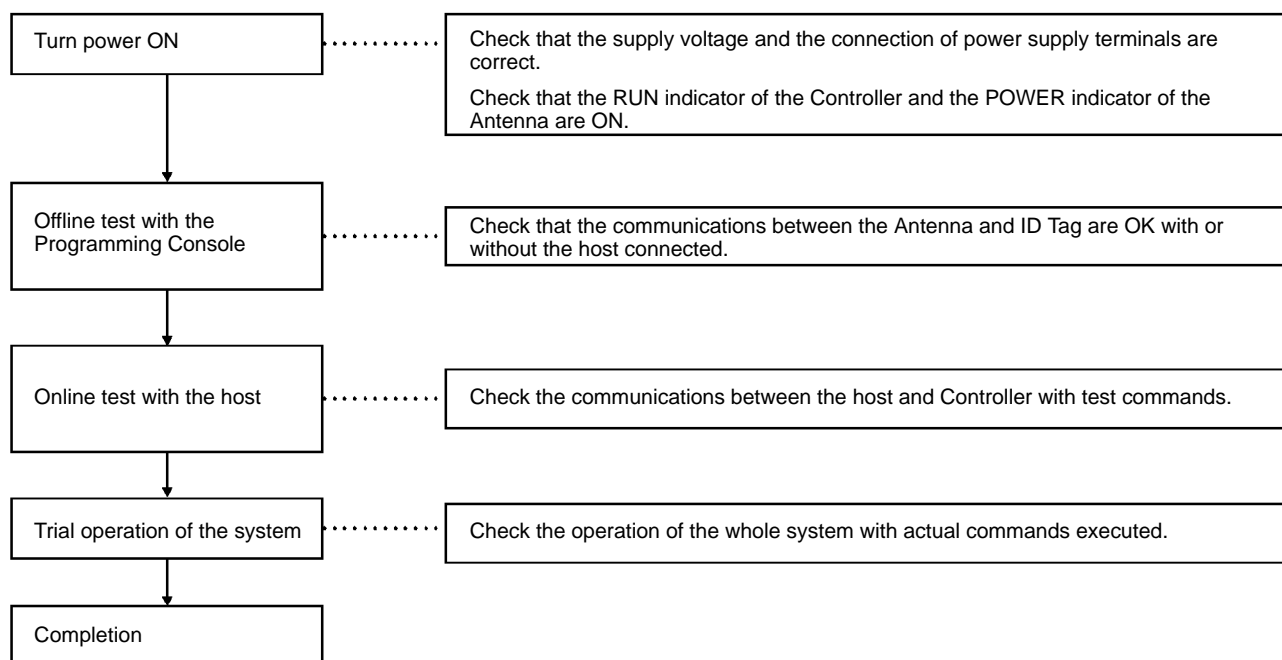 Turn power ON
Check that the supply voltage and the connection of power supply terminals are
correct.
Check that the RUN indicator of the Controller and the POWER indicator of the
Antenna are ON.
Offline test with the
Programming Console
Check that the communications between the Antenna and ID Tag are OK with or
without the host connected.
Online test with the host
Check the communications between the host and Controller with test commands.
Trial operation of the system
Check the operation of the whole system with actual commands executed.
Completion